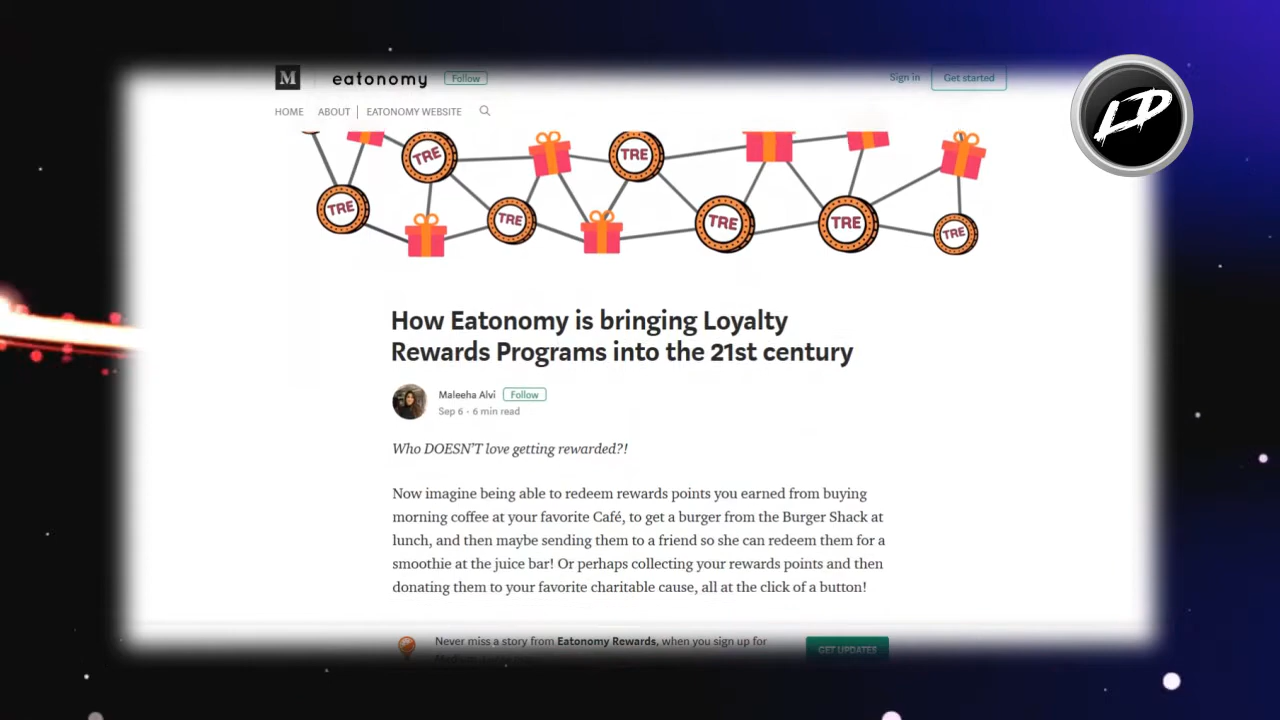 M eatonomy Follow Sign in Get started
LD
HOME ABOUT EATONOMY WEBSITE
TRE TRE
TRE TRE TRE TRE TRE
How Eatonomy is bringing Loyalty
Rewards Programs into the 21st century
Maleeha Alvi Follow
Sep 6 · 6 min read
Who DOESN'T love getting rewarded?!
Now imagine being able to redeem rewards points you earned from buying
morning coffee at your favorite Café, to get a burger from the Burger Shack at
lunch, and then maybe sending them to a friend so she can redeem them for a
smoothie at the juice bar! Or perhaps collecting your rewards points and then
donating them to your favorite charitable cause, all at the click of a button!
Never miss a story from Eatonomy Rewards, when you sign up for
GET UPDATES